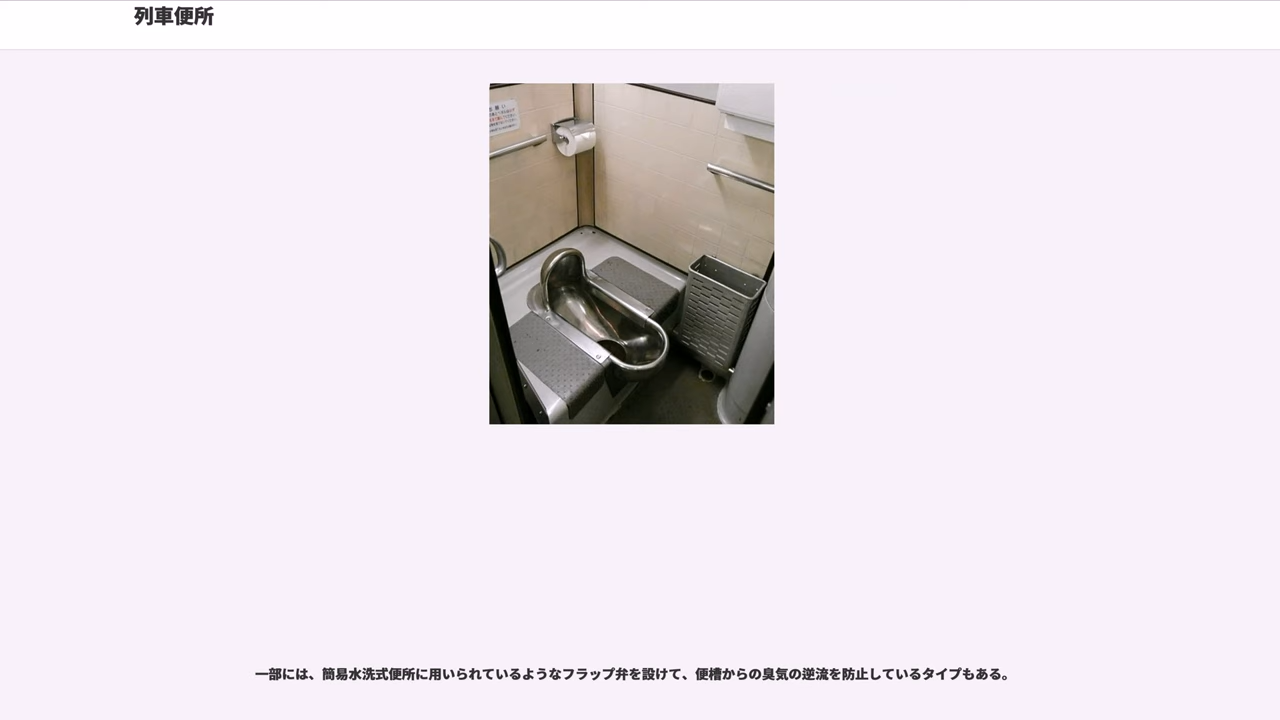 列車便所
一部には、簡易水洗式便所に用いられているようなフラップ弁を設けて、便槽からの臭気の逆流を防止しているタイプもある。